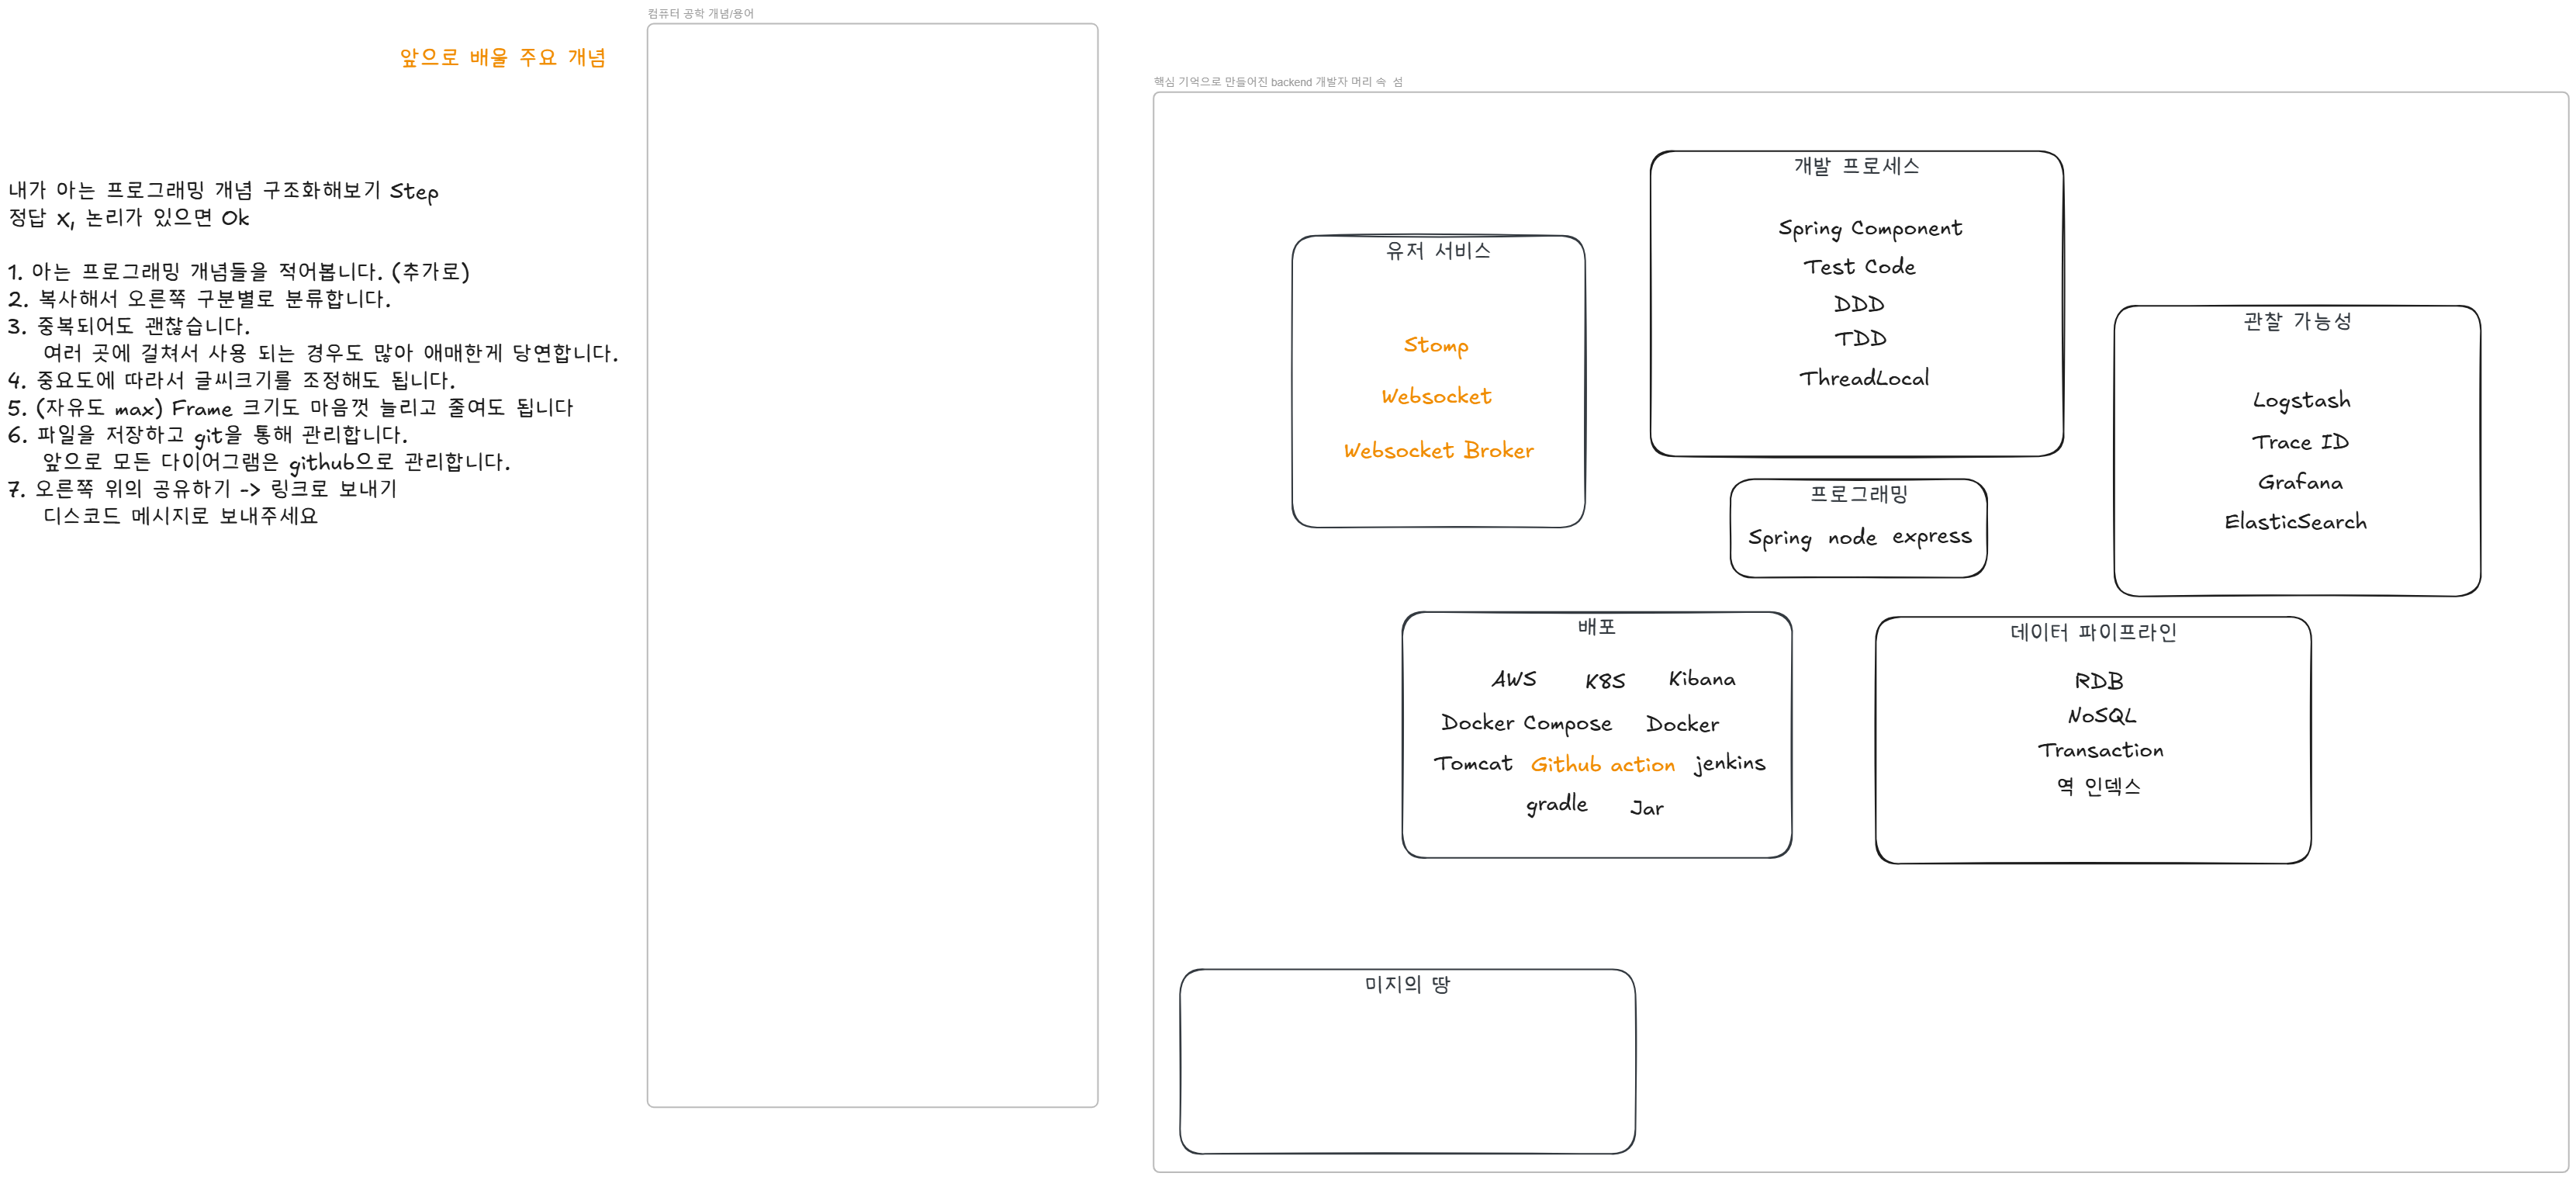 컴퓨터 공학 개념/용어
앞으로 배울 주요 개념
내가 아는 프로그래밍 개념 구조화해보기 Step
정답 X, 논리가 있으면 Ok
1. 아는 프로그래밍 개념들을 적어봅니다. (추가로)
2. 복사해서 오른쪽 구분별로 분류합니다.
3. 중복되어도 괜찮습니다.
여러 곳에 걸쳐서 사용 되는 경우도 많아 애매한게 당연합니다.
4. 중요도에 따라서 글씨크기를 조정해도 됩니다.
5. (자유도 max) Frame 크기도 마음껏 늘리고 줄여도 됩니다
6. 파일을 저장하고 git을 통해 관리합니다.
앞으로 모든 다이어그램은 github으로 관리합니다.
7. 오른쪽 위의 공유하기 -> 링크로 보내기
디스코드 메시지로 보내주세요
핵심 기억으로 만들어진 backend 개발자 머리 속 섬
유저 서비스
Stomp
Websocket
Websocket Broker
개발 프로세스
Spring Component
Test Code
DDD
TDD
ThreadLocal
프로그래밍
Spring node express
관찰 가능성
Logstash
Trace ID
Grafana
ElasticSearch
배포
AWS K8S Kibana
Docker Compose Docker
Tomcat Github action jenkins
gradle Jar
데이터 파이프라인
RDB
NoSQL
Transaction
역 인덱스
미지의 땅